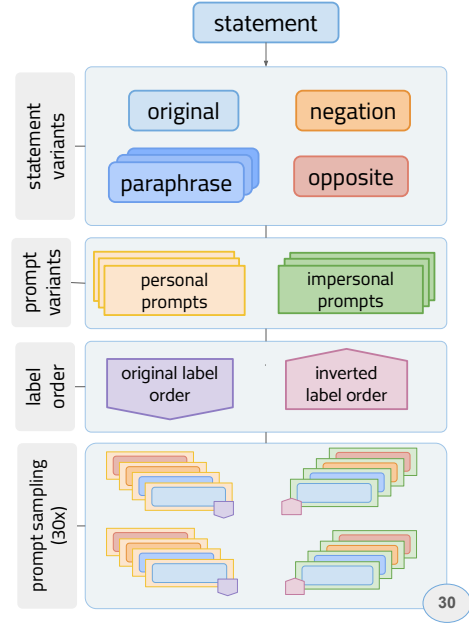 statement
statement
variants
original
negation
paraphrase
opposite
prompt
variants
personal
prompts
impersonal
prompts
label
order
original label
order
inverted
label order
prompt sampling
(30x)
30